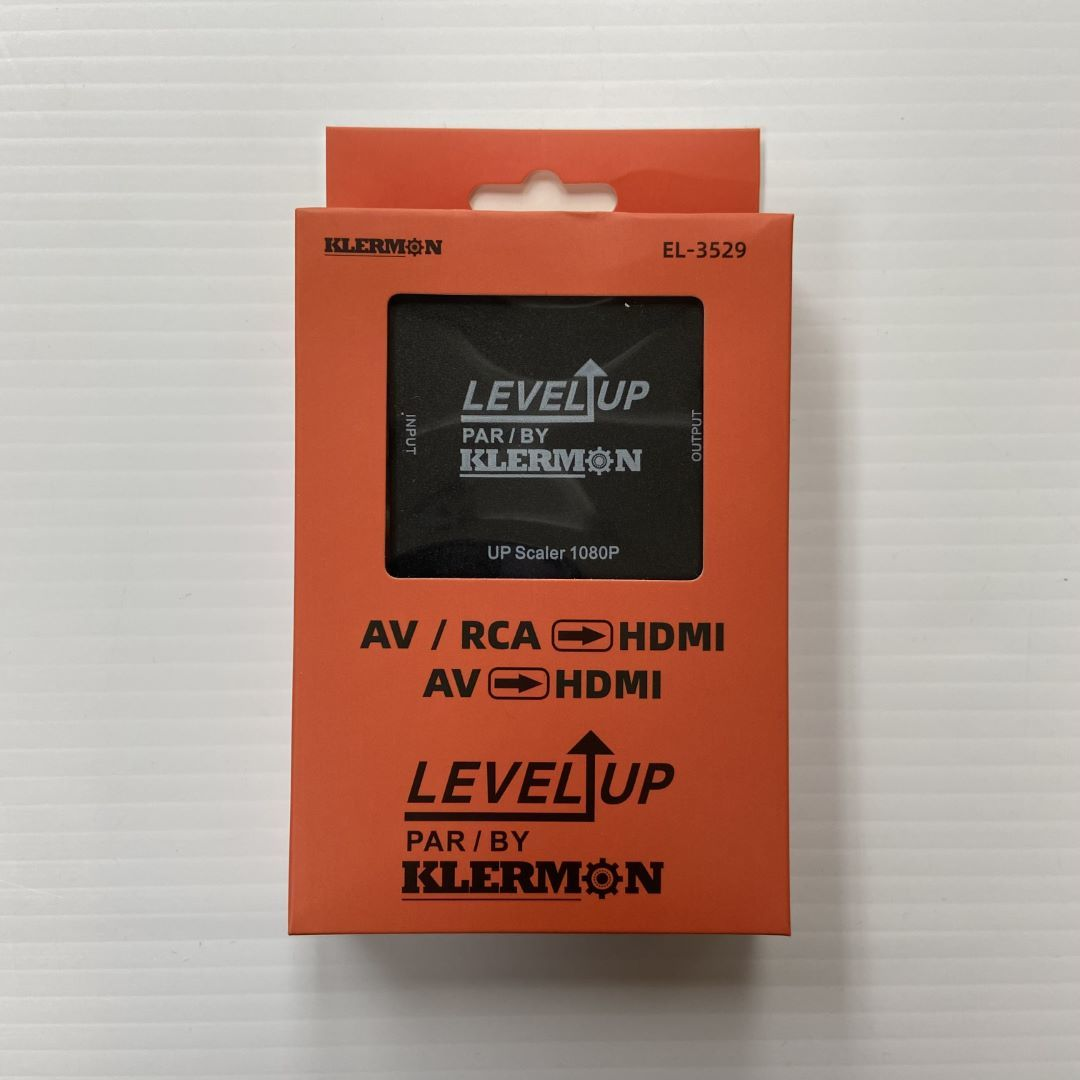 KLERMON
EL-3529
LEVEL UP
PAR / BY
KLERMON
INPUT
OUTPUT
UP Scaler 1080P
AV / RCA HDMI
AV HDMI
LEVEL UP
PAR / BY
KLERMON